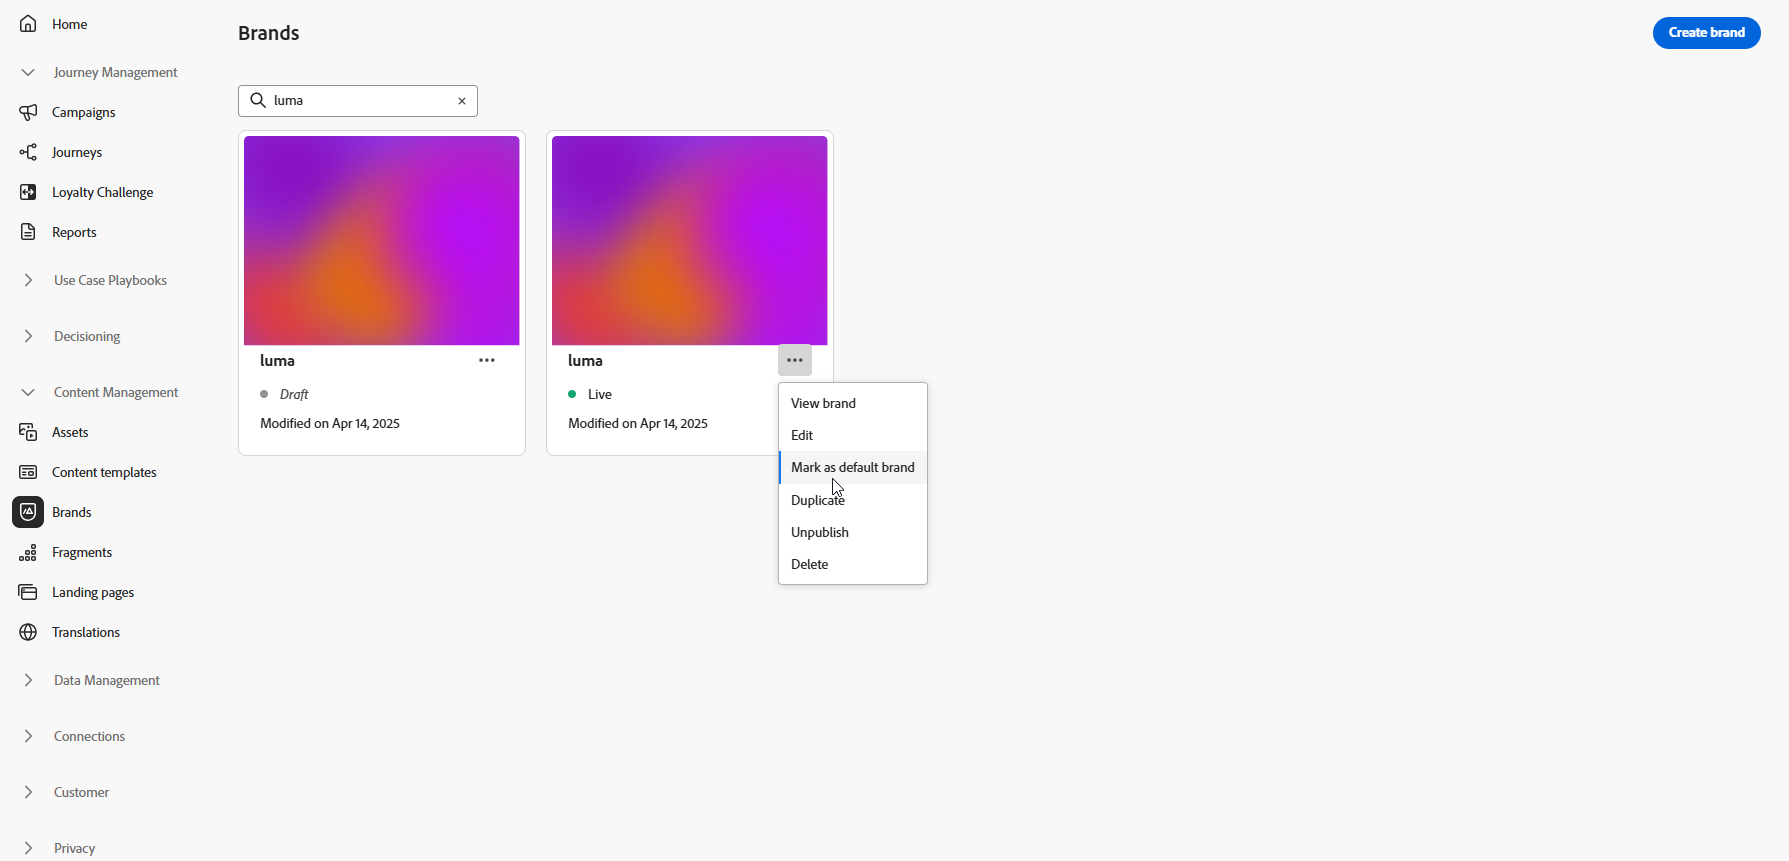 Home
Journey Management
Campaigns
Journeys
Loyalty Challenge
Reports
Use Case Playbooks
Decisioning
Content Management
Assets
Content templates
Brands
Fragments
Landing pages
Translations
Data Management
Connections
Customer
Privacy
Brands
Create brand
luma
luma
Draft
Modified on Apr 14, 2025
luma
Live
Modified on Apr 14, 2025
View brand
Edit
Mark as default brand
Duplicate
Unpublish
Delete